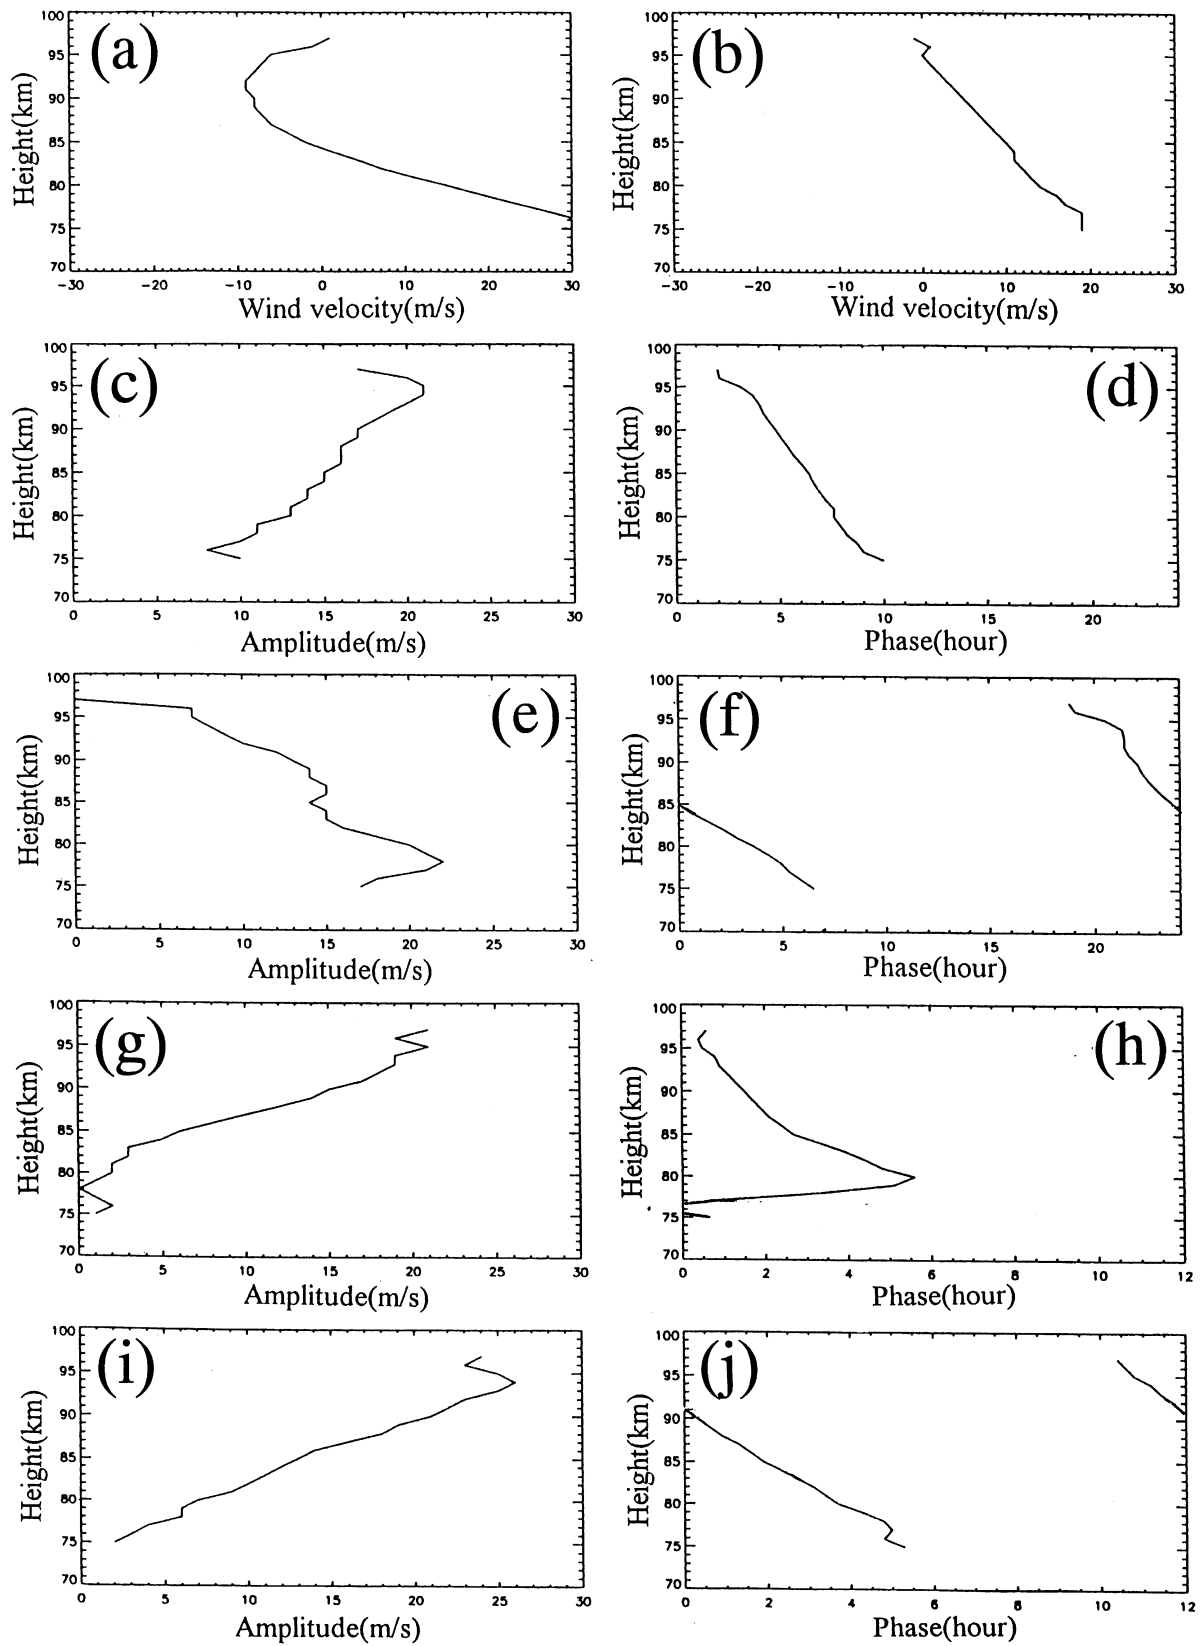 100
95
90
85
80
75
70
Height(km)
(a)
-30 -20 -10 0 10 20 30
Wind velocity(m/s)
100
95
90
85
80
75
70
Height(km)
(b)
-30 -20 -10 0 10 20 30
Wind velocity(m/s)
100
95
90
85
80
75
70
Height(km)
(c)
0 5 10 15 20 25 30
Amplitude(m/s)
100
95
90
85
80
75
70
Height(km)
(d)
0 5 10 15 20
Phase(hour)
100
95
90
85
80
75
70
Height(km)
(e)
0 5 10 15 20 25 30
Amplitude(m/s)
100
95
90
85
80
75
70
Height(km)
(f)
0 5 10 15 20
Phase(hour)
100
95
90
85
80
75
70
Height(km)
(g)
0 5 10 15 20 25 30
Amplitude(m/s)
100
95
90
85
80
75
70
Height(km)
(h)
0 2 4 6 8 10 12
Phase(hour)
100
95
90
85
80
75
70
Height(km)
(i)
0 5 10 15 20 25 30
Amplitude(m/s)
100
95
90
85
80
75
70
Height(km)
(j)
0 2 4 6 8 10 12
Phase(hour)